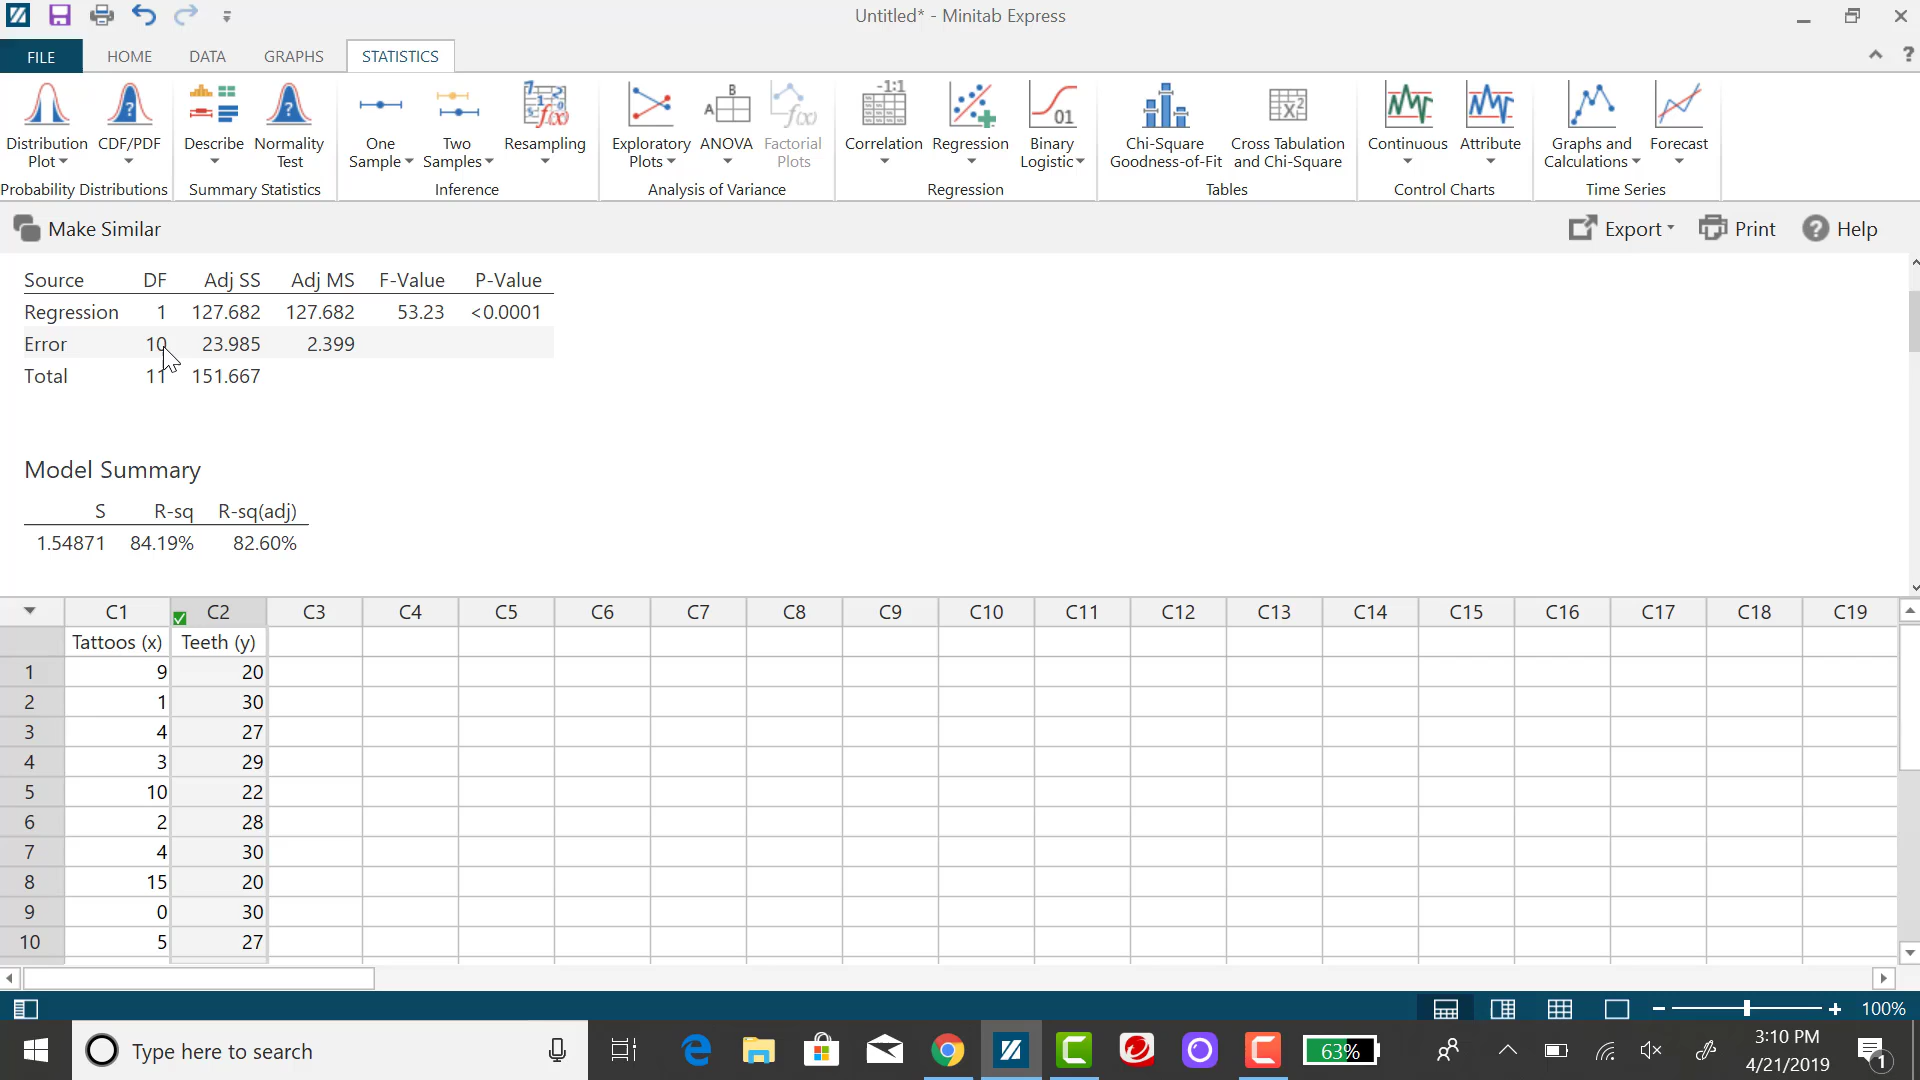 Untitled* - Minitab Express
FILE HOME DATA GRAPHS STATISTICS ?
-1:1
Distribution Plot CDF/PDF Describe Normality Test One Sample Two Samples Resampling Exploratory Plots ANOVA Factorial Plots Correlation Regression Binary Logistic Chi-Square Goodness-of-Fit Cross Tabulation and Chi-Square Continuous Attribute Graphs and Calculations Forecast
Probability Distributions Summary Statistics Inference Analysis of Variance Regression Tables Control Charts Time Series
Make Similar Export Print Help
Source DF Adj SS Adj MS F-Value P-Value
Regression 1 127.682 127.682 53.23 <0.0001
Error 10 23.985 2.399
Total 11 151.667
Model Summary
S R-sq R-sq(adj)
1.54871 84.19% 82.60%
C1 C2 C3 C4 C5 C6 C7 C8 C9 C10 C11 C12 C13 C14 C15 C16 C17 C18 C19
Tattoos (x) Teeth (y)
1 9 20
2 1 30
3 4 27
4 3 29
5 10 22
6 2 28
7 4 30
8 15 20
9 0 30
10 5 27
100%
Type here to search 63% 3:10 PM
4/21/2019 1